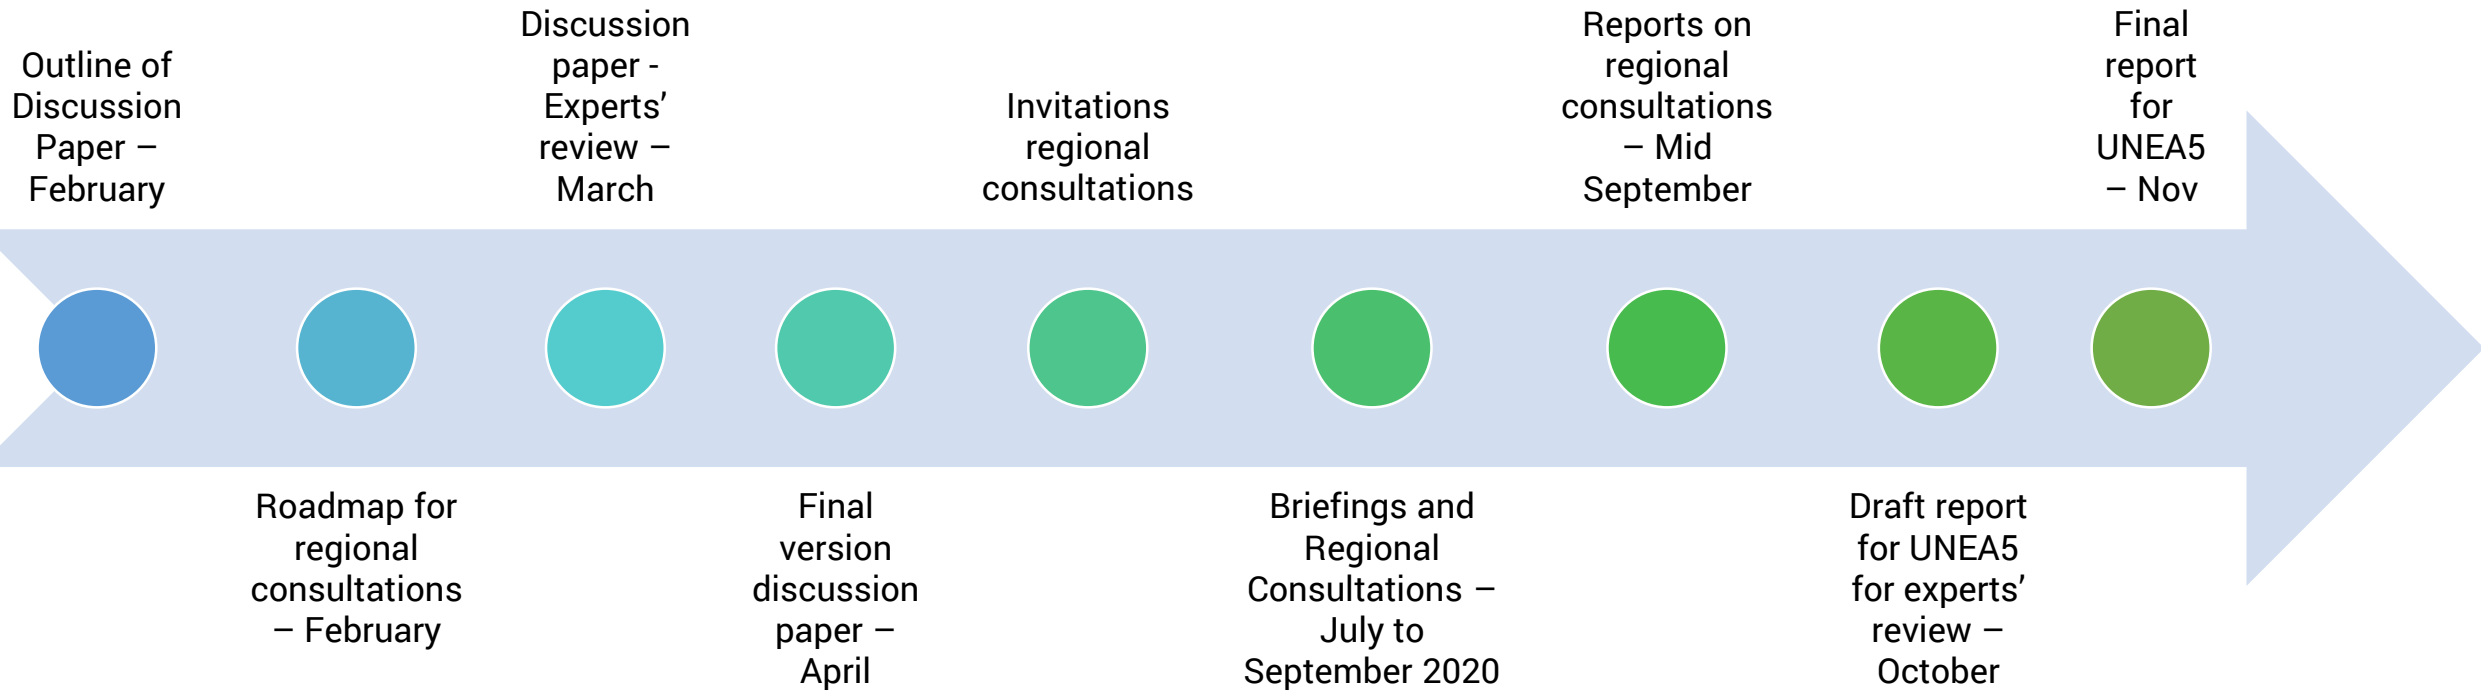 Outline of
Discussion
Paper –
February
Roadmap for
regional
consultations
– February
Discussion
paper -
Experts’
review –
March
Final
version
discussion
paper –
April
Invitations
regional
consultations
Briefings and
Regional
Consultations –
July to
September 2020
Reports on
regional
consultations
– Mid
September
Draft report
for UNEA5
for experts’
review –
October
Final
report
for
UNEA5
– Nov